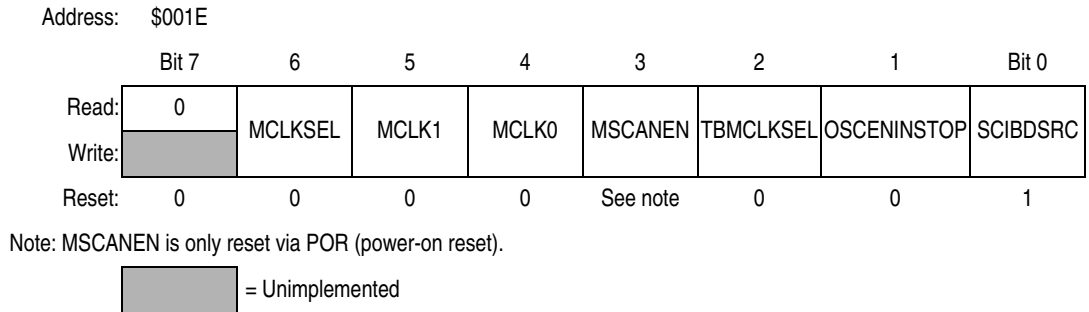 Address: $001E
Bit 7 6 5 4 3 2 1 Bit 0
Read: 0 MCLKSEL MCLK1 MCLK0 MSCANEN TBMCLKSEL OSCENINSTOP SCIBDSRC
Write:
Reset: 0 0 0 0 See note 0 0 1
Note: MSCANEN is only reset via POR (power-on reset).
= Unimplemented